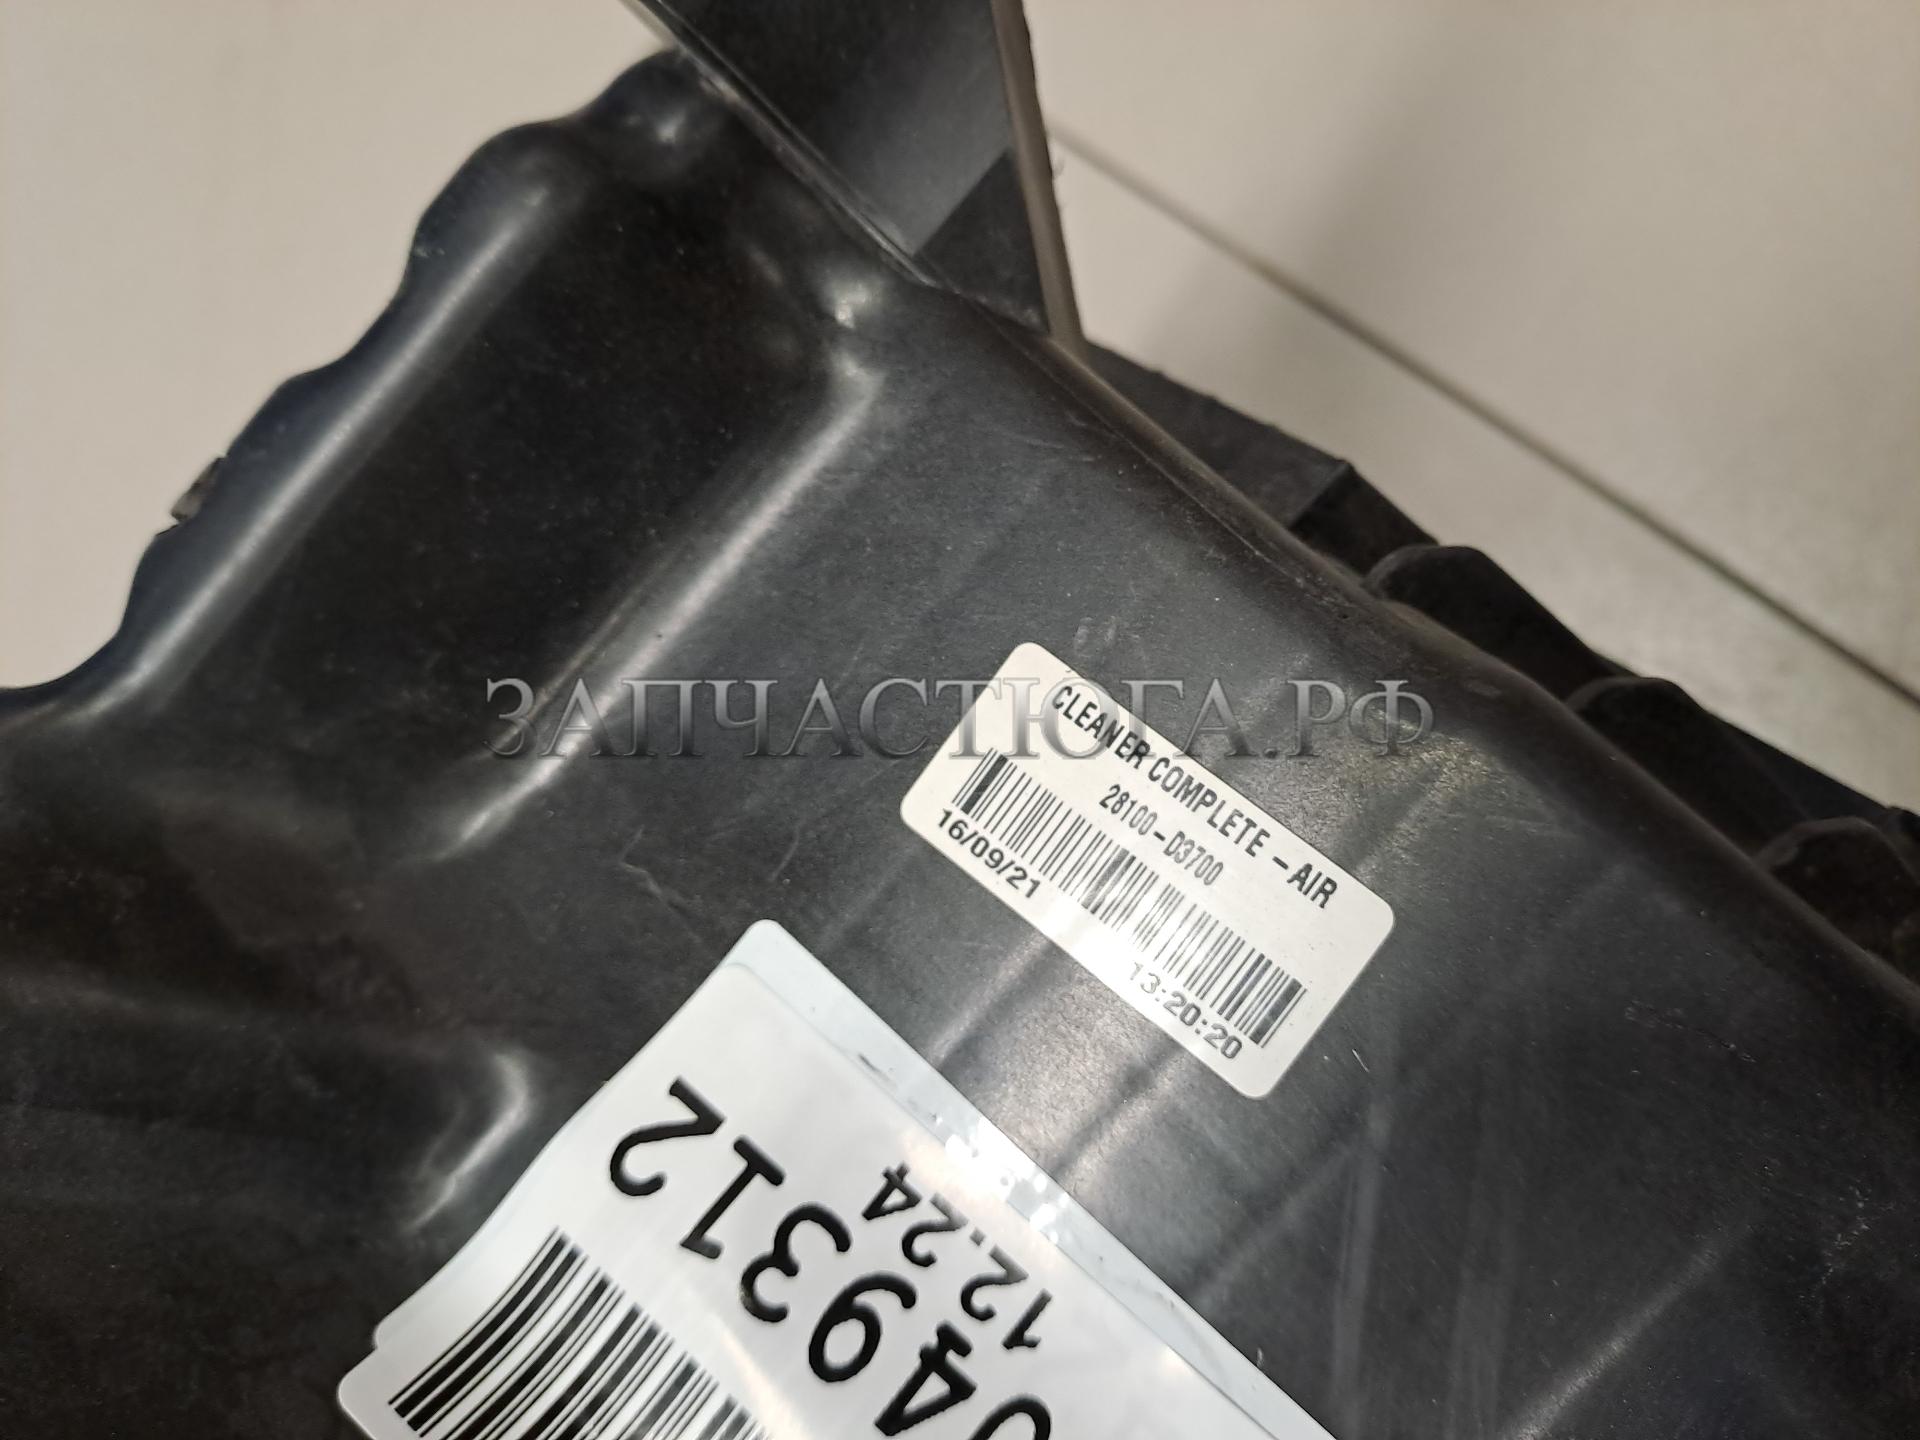 ЗАПЧАСТЮГА.РФ
CLEANER COMPLETE - AIR
28100-D3700
16/09/21 13:20:20
049312
12.24